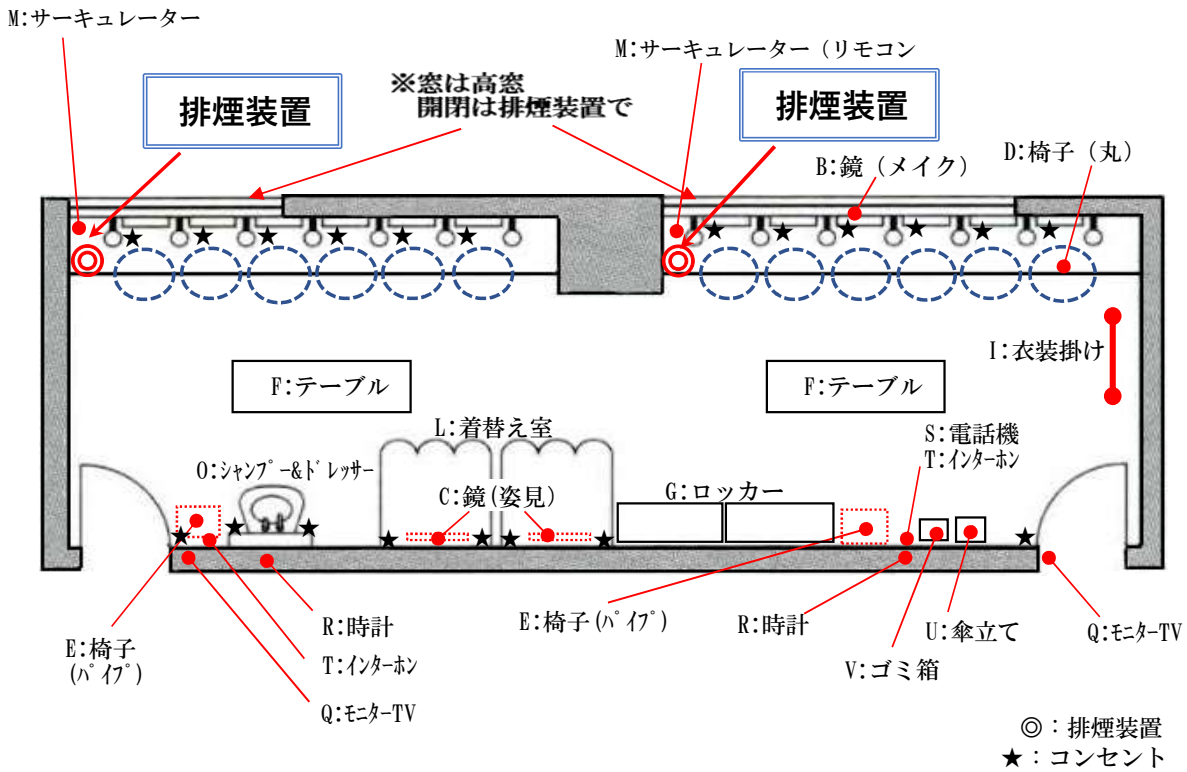 M:サーキュレーター
M:サーキュレーター（リモコン
排煙装置
※窓は高窓
開閉は排煙装置で
排煙装置
B:鏡（メイク）
D:椅子（丸）
I:衣装掛け
F:テーブル
F:テーブル
L:着替え室
S:電話機
T:ｲﾝﾀｰﾎﾝ
O:ｼｬﾝﾌﾟｰ&ﾄﾞﾚｯｻｰ
C:鏡(姿見)
G:ロッカー
E:椅子
(ﾊﾟｲﾌﾟ)
R:時計
T:ｲﾝﾀｰﾎﾝ
Q:ﾓﾆﾀｰTV
E:椅子(ﾊﾟｲﾌﾟ)
R:時計
V:ゴミ箱
U:傘立て
Q:ﾓﾆﾀｰTV
◎：排煙装置
★：コンセント